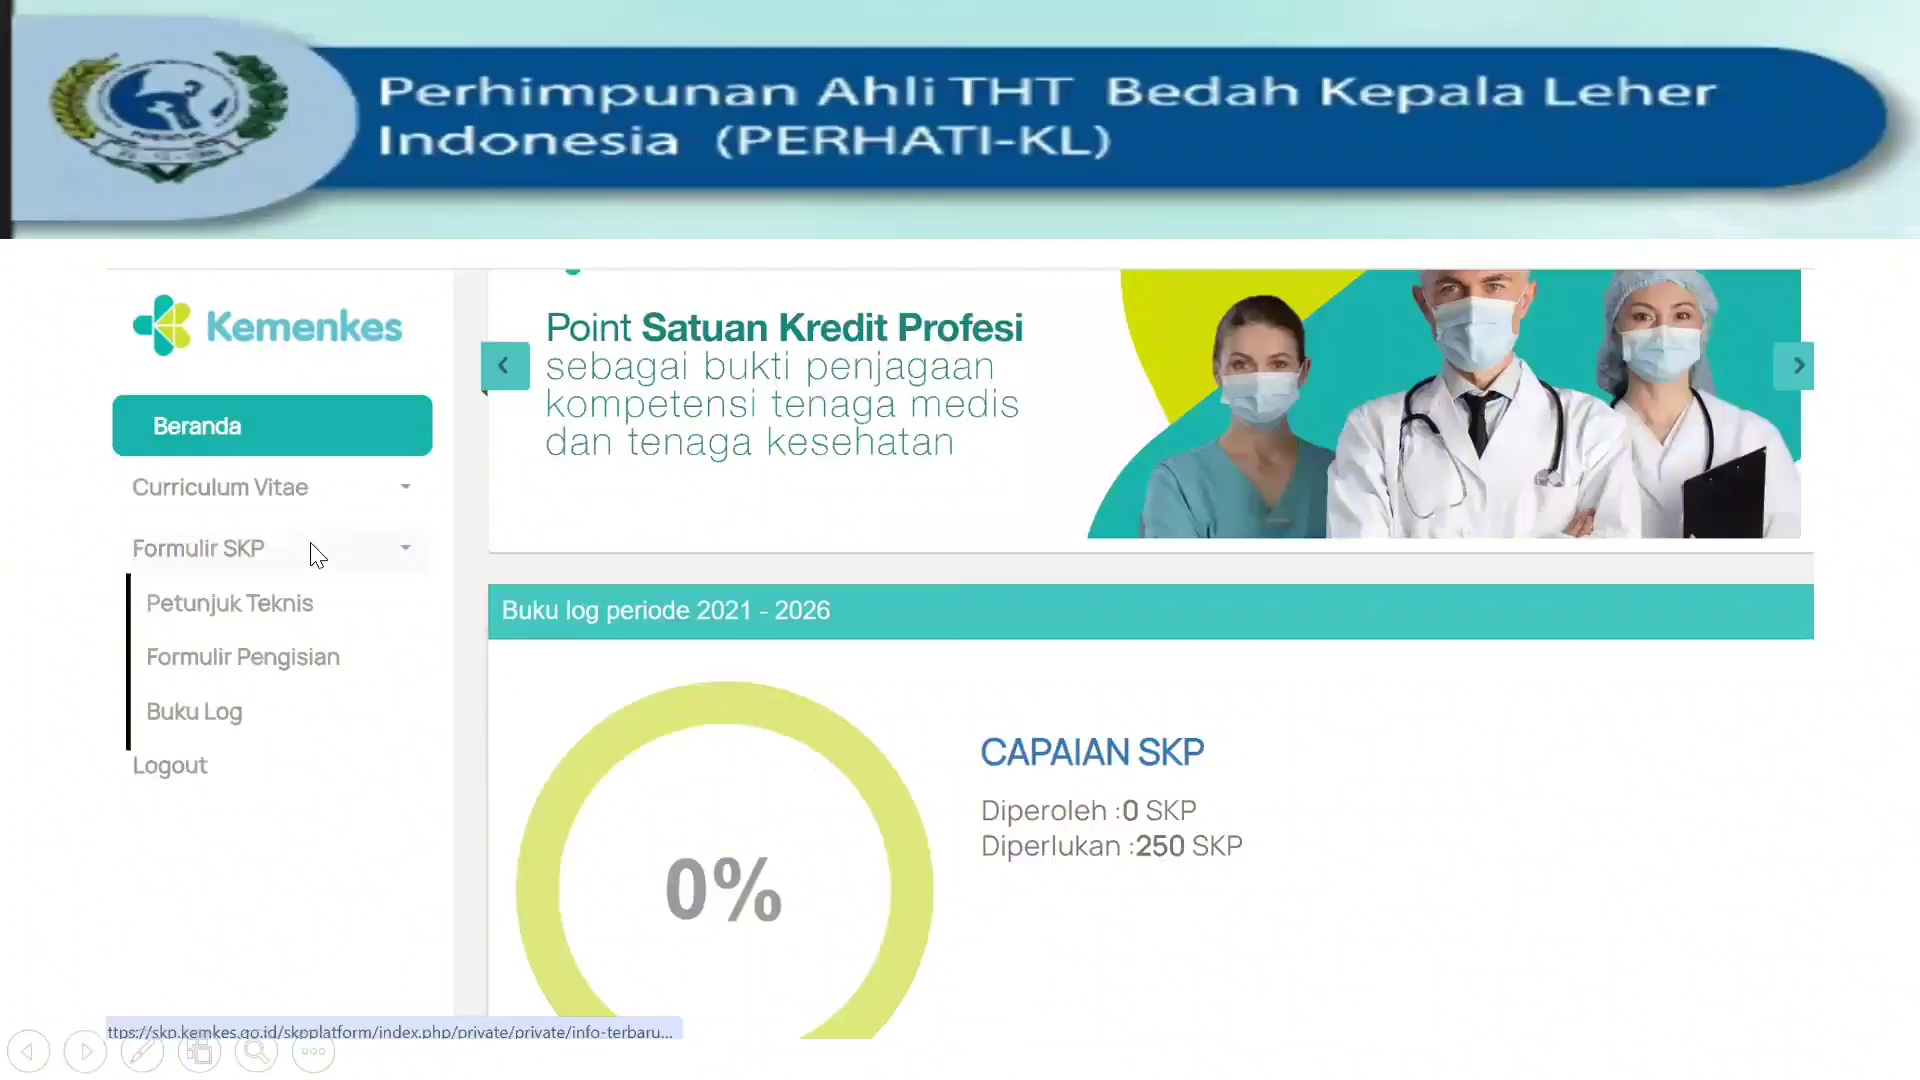 Perhimpunan Ahli THT Bedah Kepala Leher
Indonesia (PERHATI-KL)
Kemenkes
Beranda
Curriculum Vitae
Formulir SKP
Petunjuk Teknis
Formulir Pengisian
Buku Log
Logout
Point Satuan Kredit Profesi
sebagai bukti penjagaan
kompetensi tenaga medis
dan tenaga kesehatan
Buku log periode 2021 - 2026
0%
CAPAIAN SKP
Diperoleh :0 SKP
Diperlukan :250 SKP
ttps://skp.kemkes.go.id/skpplatform/index.php/private/private/info-terbaru...